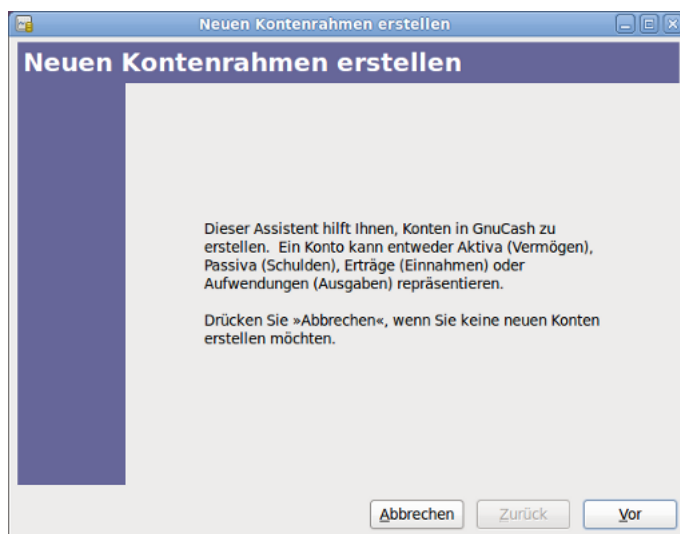 Neuen Kontenrahmen erstellen
Neuen Kontenrahmen erstellen
Dieser Assistent hilft Ihnen, Konten in GnuCash zu
erstellen.  Ein Konto kann entweder Aktiva (Vermögen),
Passiva (Schulden), Erträge (Einnahmen) oder
Aufwendungen (Ausgaben) repräsentieren.
Drücken Sie »Abbrechen«, wenn Sie keine neuen Konten
erstellen möchten.
Abbrechen Zurück Vor